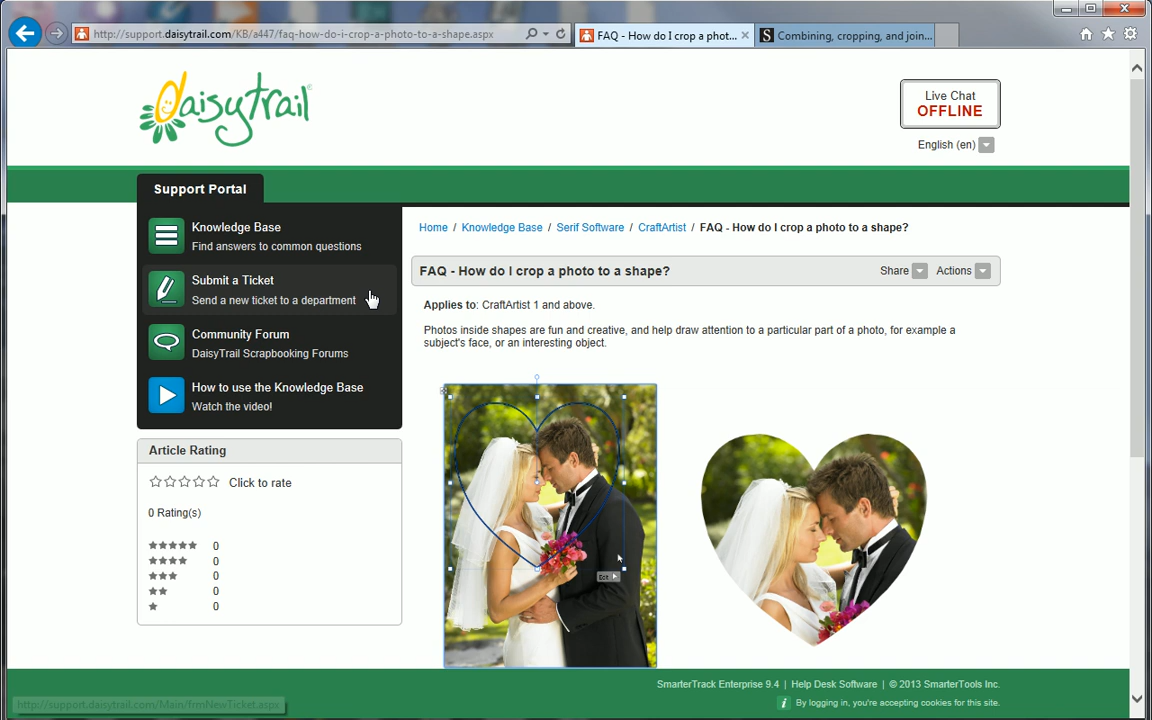 http://support.daisytrail.com/KB/a447/faq-how-do-i-crop-a-photo-to-a-shape.aspx
FAQ - How do I crop a phot...
S Combining, cropping, and join...
daisytrail
Live Chat
OFFLINE
English (en)
Support Portal
Knowledge Base
Find answers to common questions
Submit a Ticket
Send a new ticket to a department
Community Forum
DaisyTrail Scrapbooking Forums
How to use the Knowledge Base
Watch the video!
Article Rating
Click to rate
0 Rating(s)
0
0
0
0
0
Home / Knowledge Base / Serif Software / CraftArtist / FAQ - How do I crop a photo to a shape?
FAQ - How do I crop a photo to a shape?
Share
Actions
Applies to: CraftArtist 1 and above.
Photos inside shapes are fun and creative, and help draw attention to a particular part of a photo, for example a
subject's face, or an interesting object.
Edit
SmarterTrack Enterprise 9.4 | Help Desk Software | © 2013 SmarterTools Inc.
i By logging in, you're accepting cookies for this site.
http://support.daisytrail.com/Main/frmNewTicket.aspx